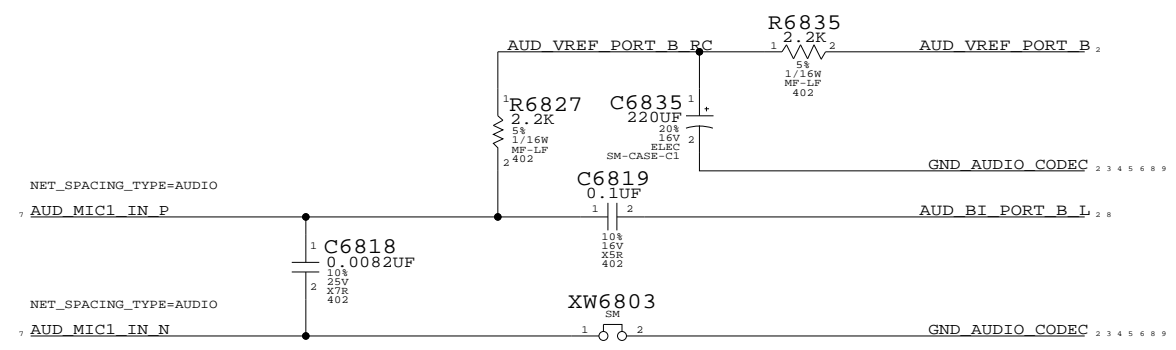 R6835
2.2K
AUD_VREF_PORT_B_RC
1
2
AUD_VREF_PORT_B
2
5%
1/16W
MF-LF
402
1
R6827
2.2K
5%
1/16W
MF-LF
402
2
C6835
1
+
220UF
20%
16V
2
ELEC
SM-CASE-C1
GND_AUDIO_CODEC
2 3 4 5 6 8 9
NET_SPACING_TYPE=AUDIO
C6819
0.1UF
7
AUD_MIC1_IN_P
1
2
AUD_BI_PORT_B_L
2 8
10%
16V
X5R
402
1
C6818
0.0082UF
10%
25V
2
X7R
402
NET_SPACING_TYPE=AUDIO
XW6803
SM
7
AUD_MIC1_IN_N
1
2
GND_AUDIO_CODEC
2 3 4 5 6 8 9